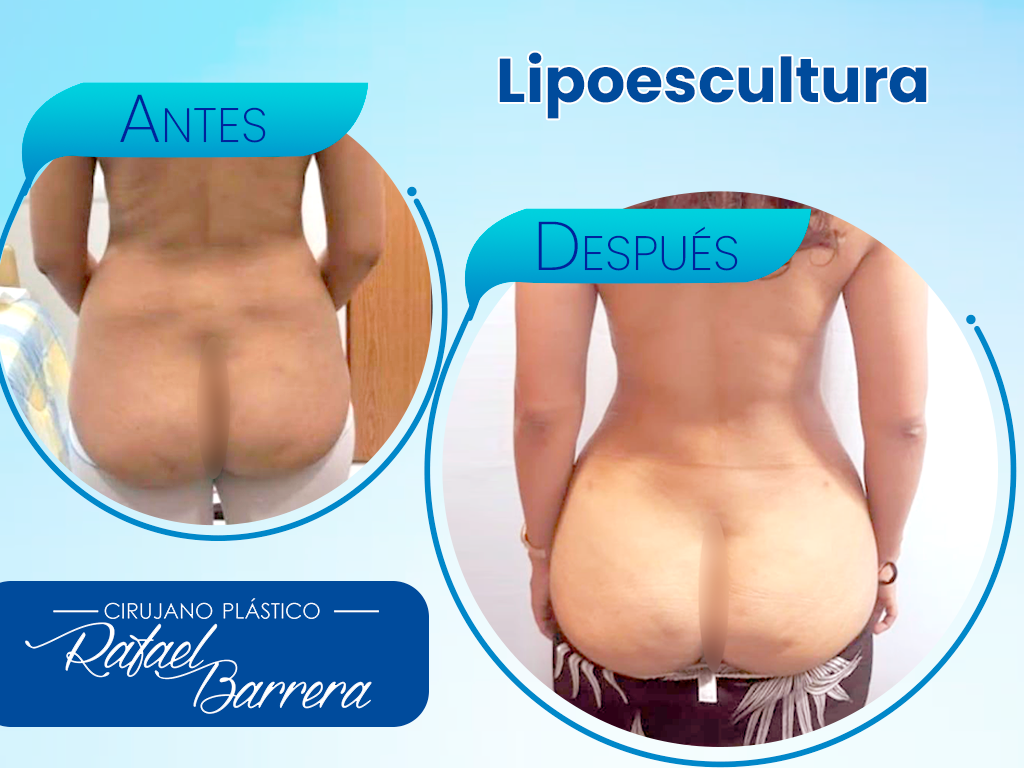 Lipoescultura
ANTES
DESPUÉS
CIRUJANO PLÁSTICO
Rafael
Barrera